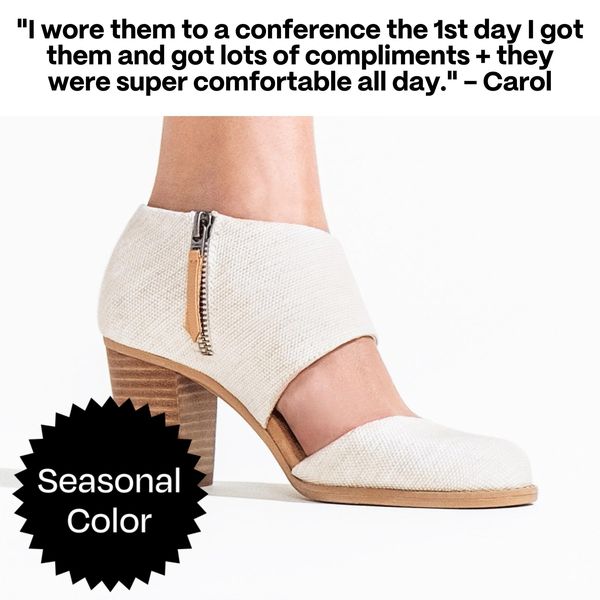 "I wore them to a conference the 1st day I got
them and got lots of compliments + they
were super comfortable all day." – Carol
Seasonal
Color